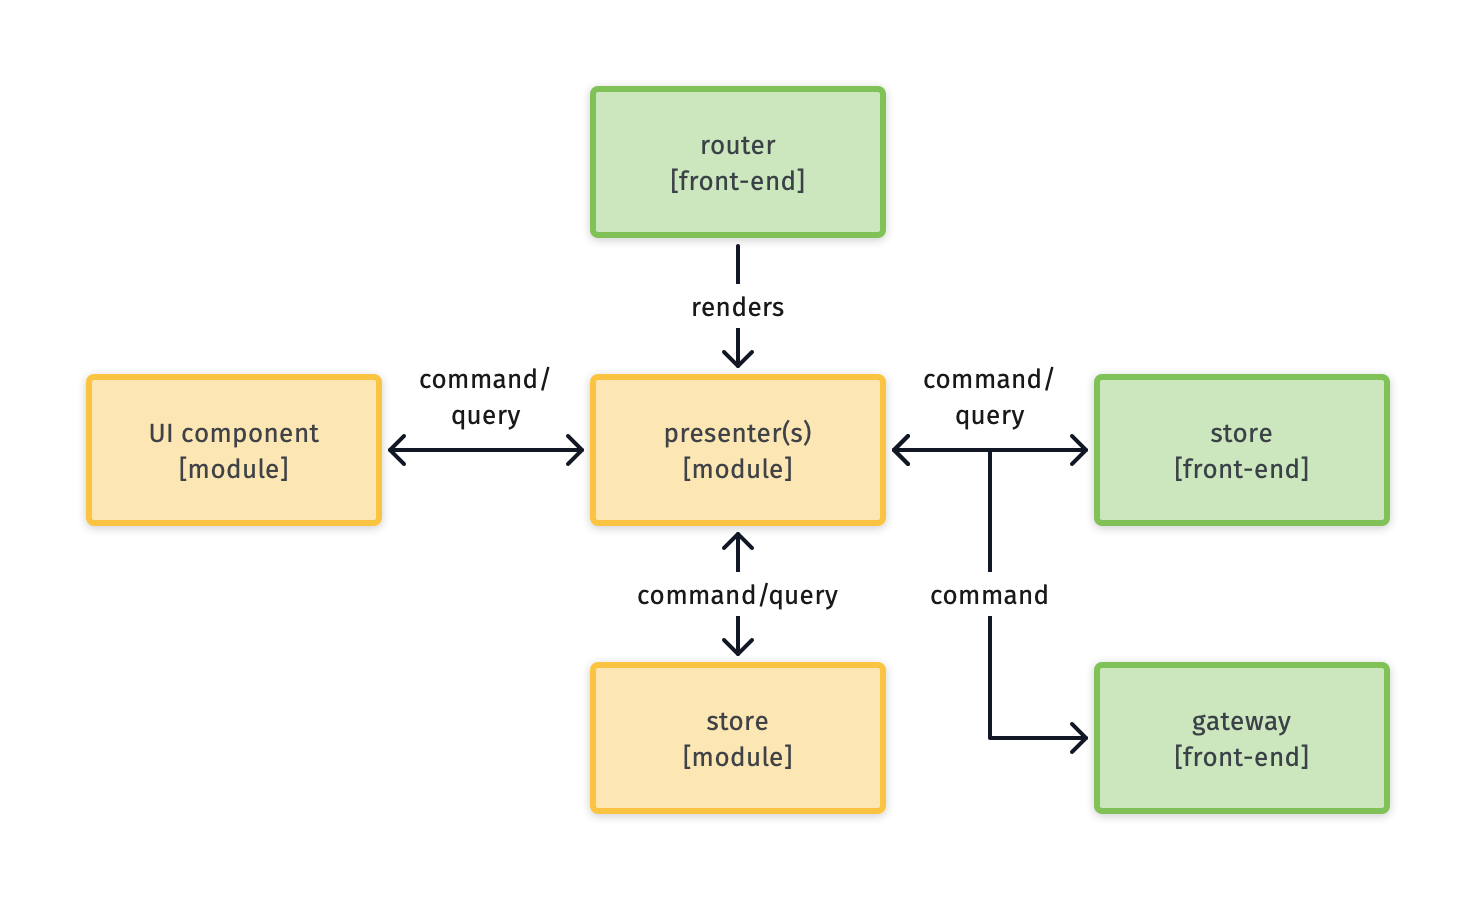 router
[front-end]
renders
command/
query
command/
query
UI component
[module]
presenter(s)
[module]
store
[front-end]
command/query
command
store
[module]
gateway
[front-end]